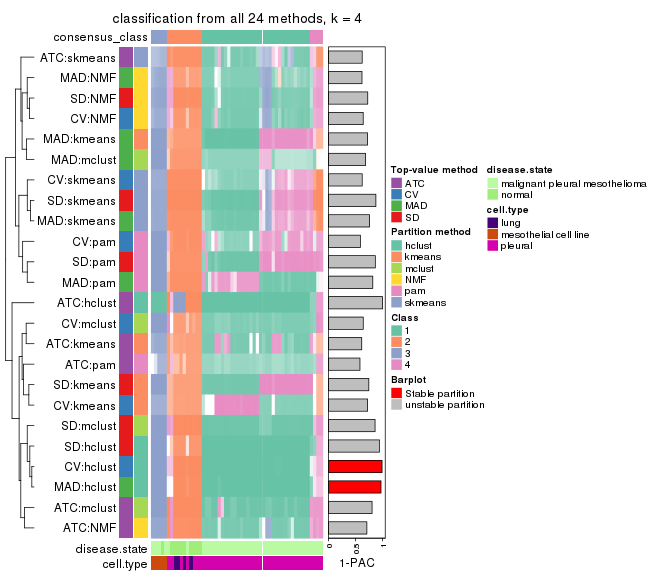 classification from all 24 methods, k = 4
consensus_class
ATC:skmeans
MAD:NMF
SD:NMF
CV:NMF
MAD:kmeans
MAD:mclust
CV:skmeans
SD:skmeans
MAD:skmeans
CV:pam
SD:pam
MAD:pam
ATC:hclust
CV:mclust
ATC:kmeans
ATC:pam
SD:kmeans
CV:kmeans
SD:mclust
SD:hclust
CV:hclust
MAD:hclust
ATC:mclust
ATC:NMF
disease.state
cell.type
0
0.5
1
1-PAC
Top-value method
ATC
CV
MAD
SD
Partition method
hclust
kmeans
mclust
NMF
pam
skmeans
Class
1
2
3
4
Barplot
Stable partition
unstable partition
disease.state
malignant pleural mesothelioma
normal
cell.type
lung
mesothelial cell line
pleural